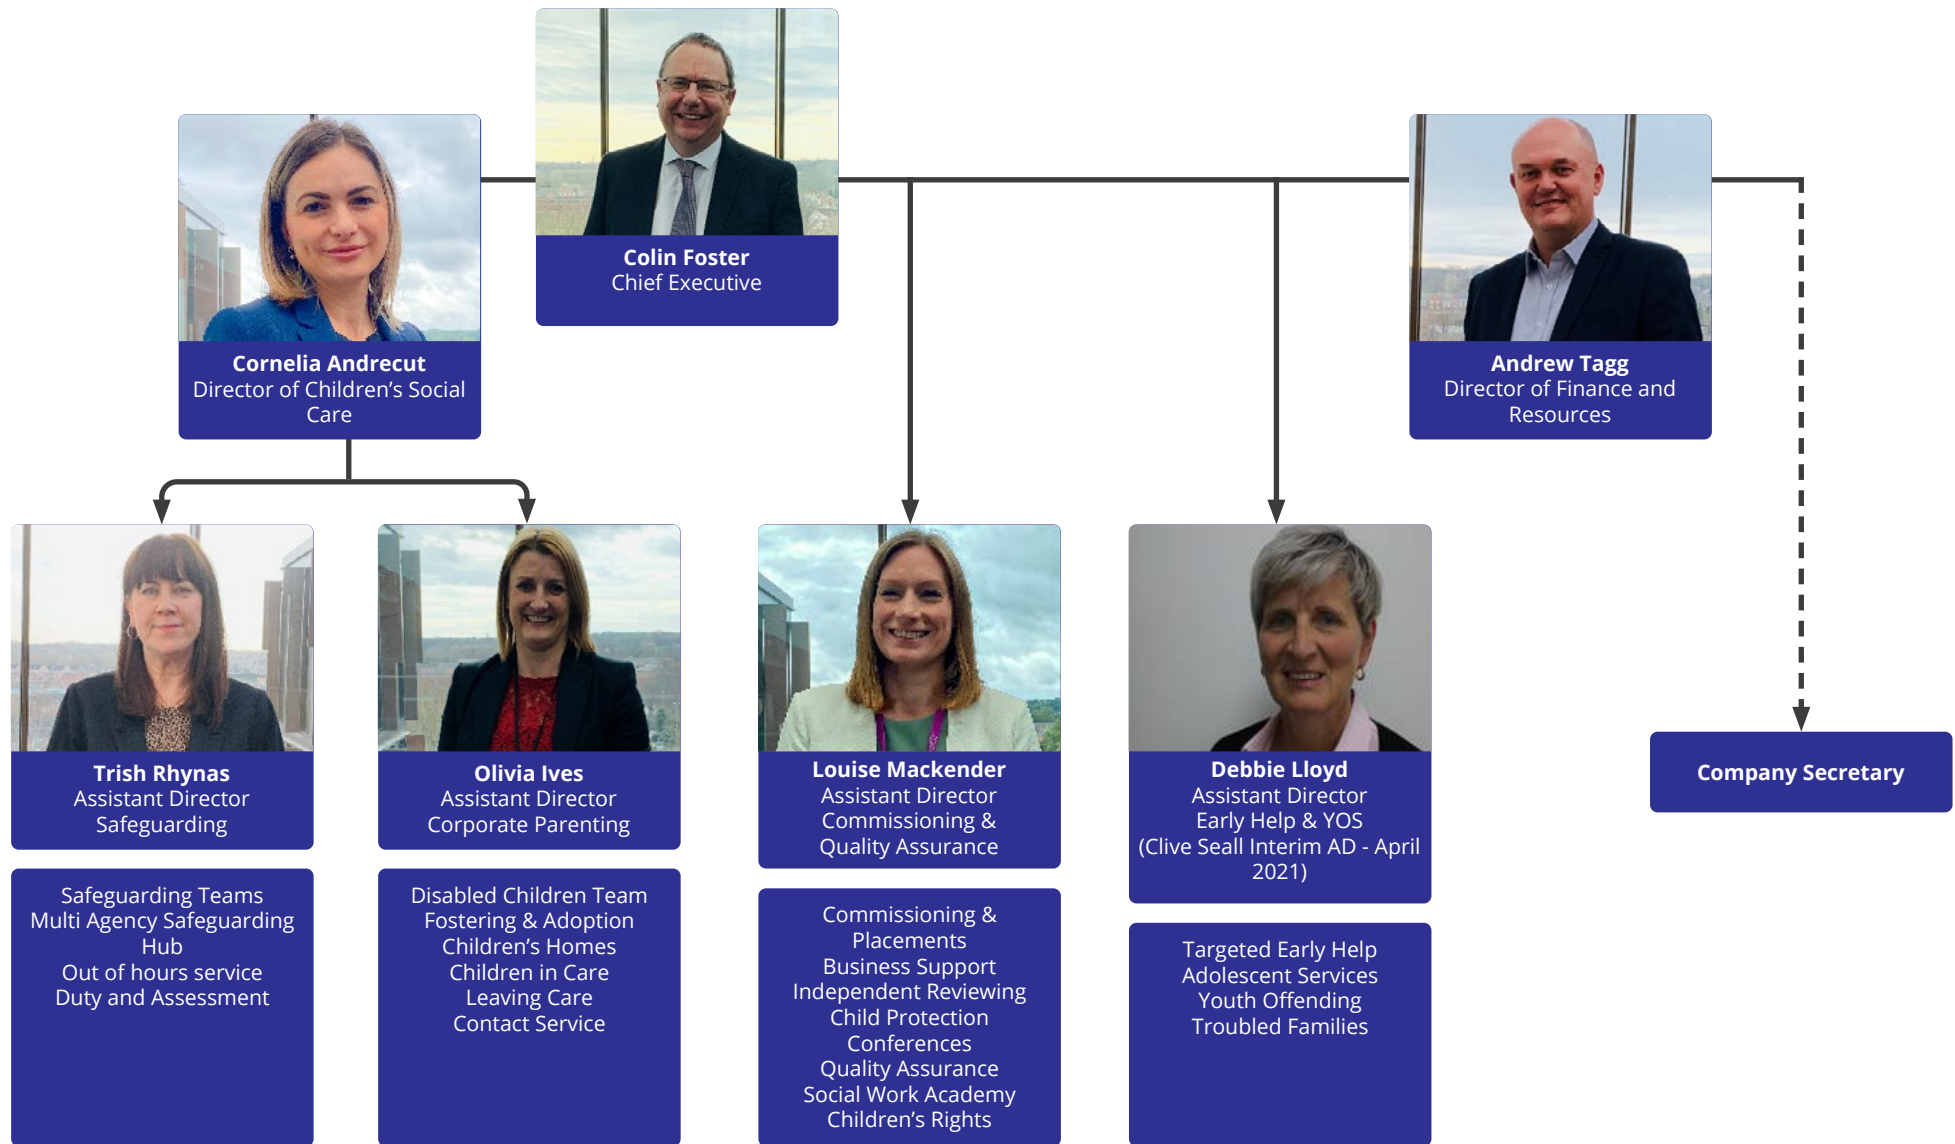 Colin Foster
Chief Executive
Cornelia Andrecut
Director of Children’s Social
Care
Andrew Tagg
Director of Finance and
Resources
Trish Rhynas
Assistant Director
Safeguarding
Safeguarding Teams
Multi Agency Safeguarding
Hub
Out of hours service
Duty and Assessment
Olivia Ives
Assistant Director
Corporate Parenting
Disabled Children Team
Fostering & Adoption
Children’s Homes
Children in Care
Leaving Care
Contact Service
Louise Mackender
Assistant Director
Commissioning &
Quality Assurance
Commissioning &
Placements
Business Support
Independent Reviewing
Child Protection
Conferences
Quality Assurance
Social Work Academy
Children’s Rights
Debbie Lloyd
Assistant Director
Early Help & YOS
(Clive Seall Interim AD - April
2021)
Targeted Early Help
Adolescent Services
Youth Offending
Troubled Families
Company Secretary